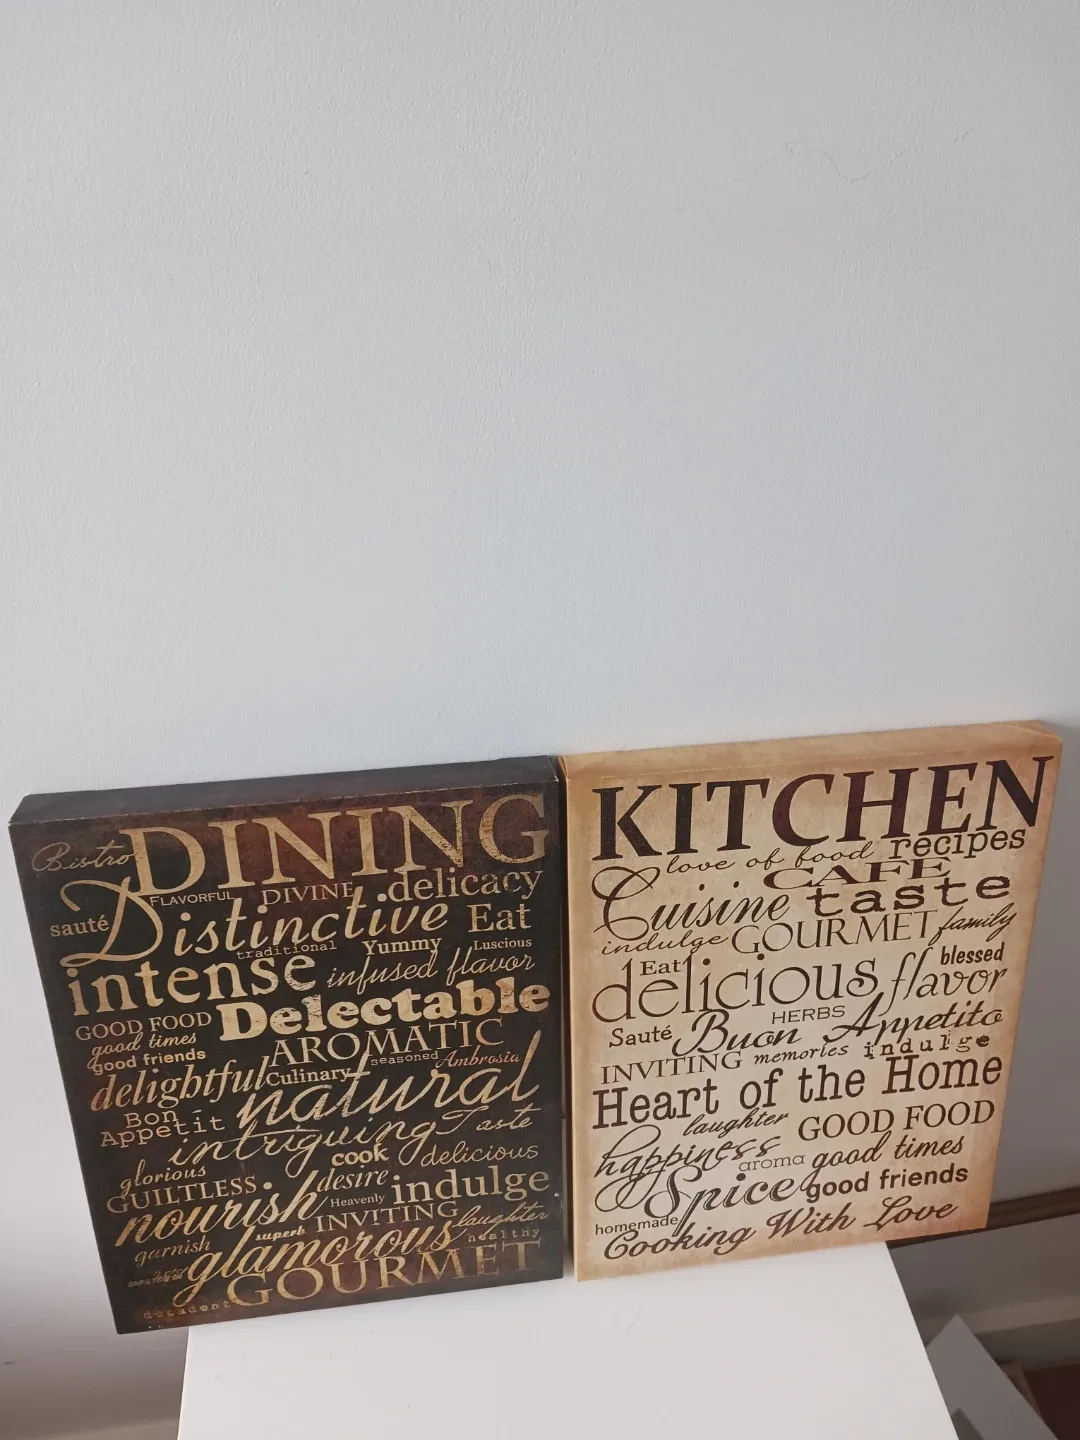 DINING
Bistro
FLAVORFUL DIVINE delicacy
sauté Distinctive Eat
traditional Yummy Luscious
intense infused flavor
GOOD FOOD Delectable
good times AROMATIC
good friends seasoned Ambrosia
delightful Culinary natural
Bon Appetit
intriguing Taste
glorious cook delicious
GUILTLESS desire
nourish Heavenly indulge
superb INVITING laughter
garnish glamorous healthy
GOURMET
decadent
KITCHEN
love of food recipes
Cuisine CAFE taste
indulge GOURMET family
Eat delicious flavor blessed
Sauté Buon HERBS Appetito
INVITING memories indulge
Heart of the Home
laughter GOOD FOOD
happiness aroma good times
Spice good friends
homemade
Cooking With Love